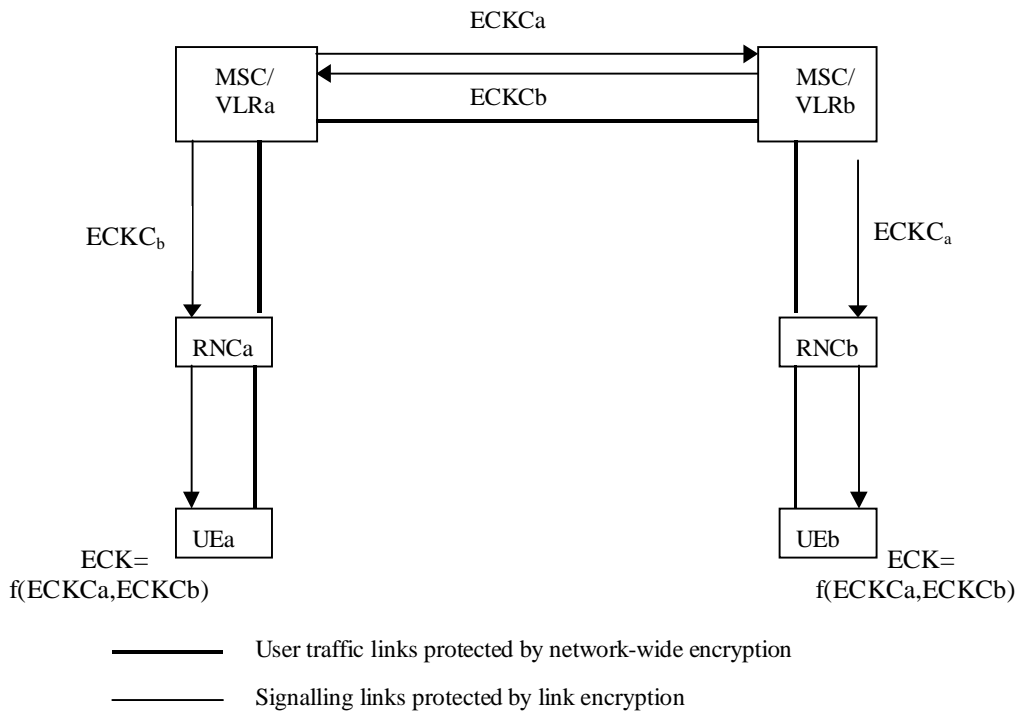 ECKCa
MSC/
VLRa
MSC/
VLRb
ECKCb
ECKCb
ECKCa
RNCa
RNCb
UEa
UEb
ECK=
f(ECKCa,ECKCb)
ECK=
f(ECKCa,ECKCb)
User traffic links protected by network-wide encryption
Signalling links protected by link encryption